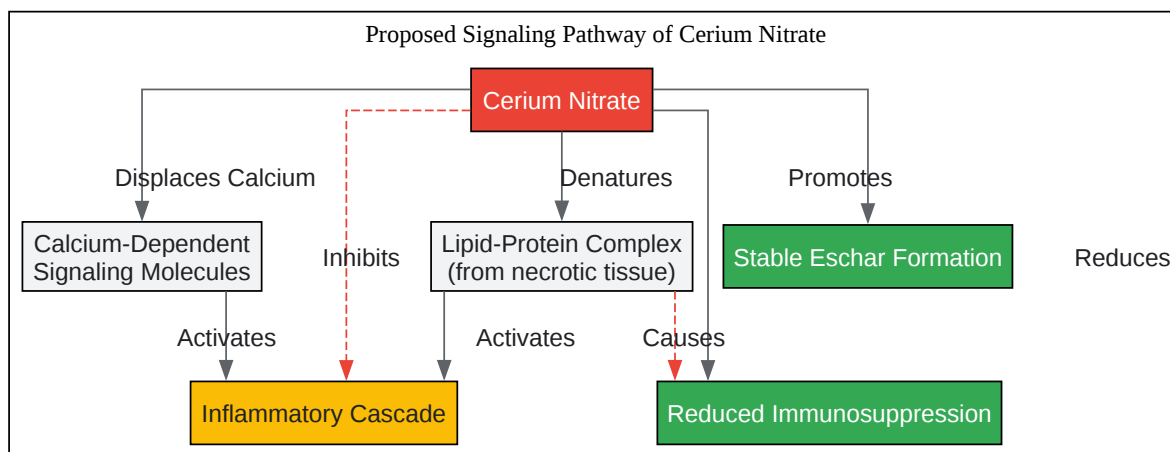 Proposed Signaling Pathway of Cerium Nitrate
Cerium Nitrate
Displaces Calcium
Denatures
Promotes
Calcium-Dependent
Signaling Molecules
Inhibits
Lipid-Protein Complex
(from necrotic tissue)
Stable Eschar Formation
Reduces
Activates
Activates
Causes
Inflammatory Cascade
Reduced Immunosuppression